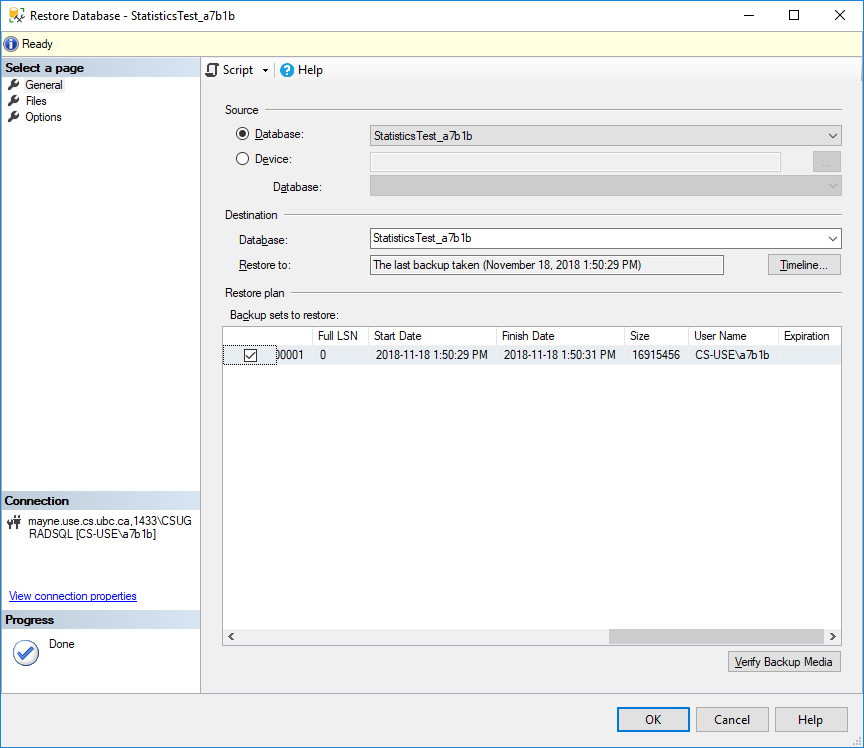 Restore Database - StatisticsTest_a7b1b
Ready
Select a page
General
Files
Options
Script
Help
Source
Database:
StatisticsTest_a7b1b
Device:
...
Database:
Destination
Database:
StatisticsTest_a7b1b
Restore to:
The last backup taken (November 18, 2018 1:50:29 PM)
Timeline...
Restore plan
Backup sets to restore:
Full LSN Start Date Finish Date Size User Name Expiration
00001 0 2018-11-18 1:50:29 PM 2018-11-18 1:50:31 PM 16915456 CS-USE\a7b1b
Connection
mayne.use.cs.ubc.ca,1433\CSUG
RADSQL [CS-USE\a7b1b]
View connection properties
Progress
Done
Verify Backup Media
OK
Cancel
Help